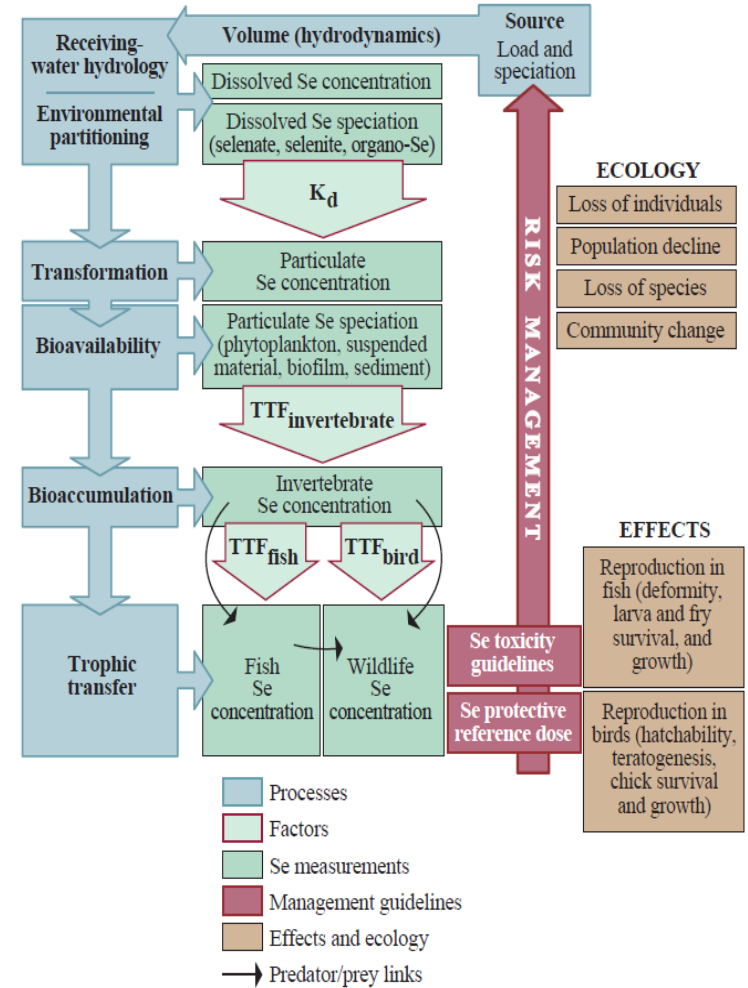 Source
Load and
speciation
Volume (hydrodynamics)
Receiving-
water hydrology
Environmental
partitioning
Dissolved Se concentration
Dissolved Se speciation
(selenate, selenite, organo-Se)
Kd
Transformation
Particulate
Se concentration
Bioavailability
Particulate Se speciation
(phytoplankton, suspended
material, biofilm, sediment)
TTFinvertebrate
Bioaccumulation
Invertebrate
Se concentration
TTFfish
TTFbird
Trophic
transfer
Fish
Se
concentration
Wildlife
Se
concentration
RISK MANAGEMENT
Se toxicity
guidelines
Se protective
reference dose
ECOLOGY
Loss of individuals
Population decline
Loss of species
Community change
EFFECTS
Reproduction in
fish (deformity,
larva and fry
survival, and
growth)
Reproduction in
birds (hatchability,
teratogenesis,
chick survival
and growth)
Processes
Factors
Se measurements
Management guidelines
Effects and ecology
Predator/prey links